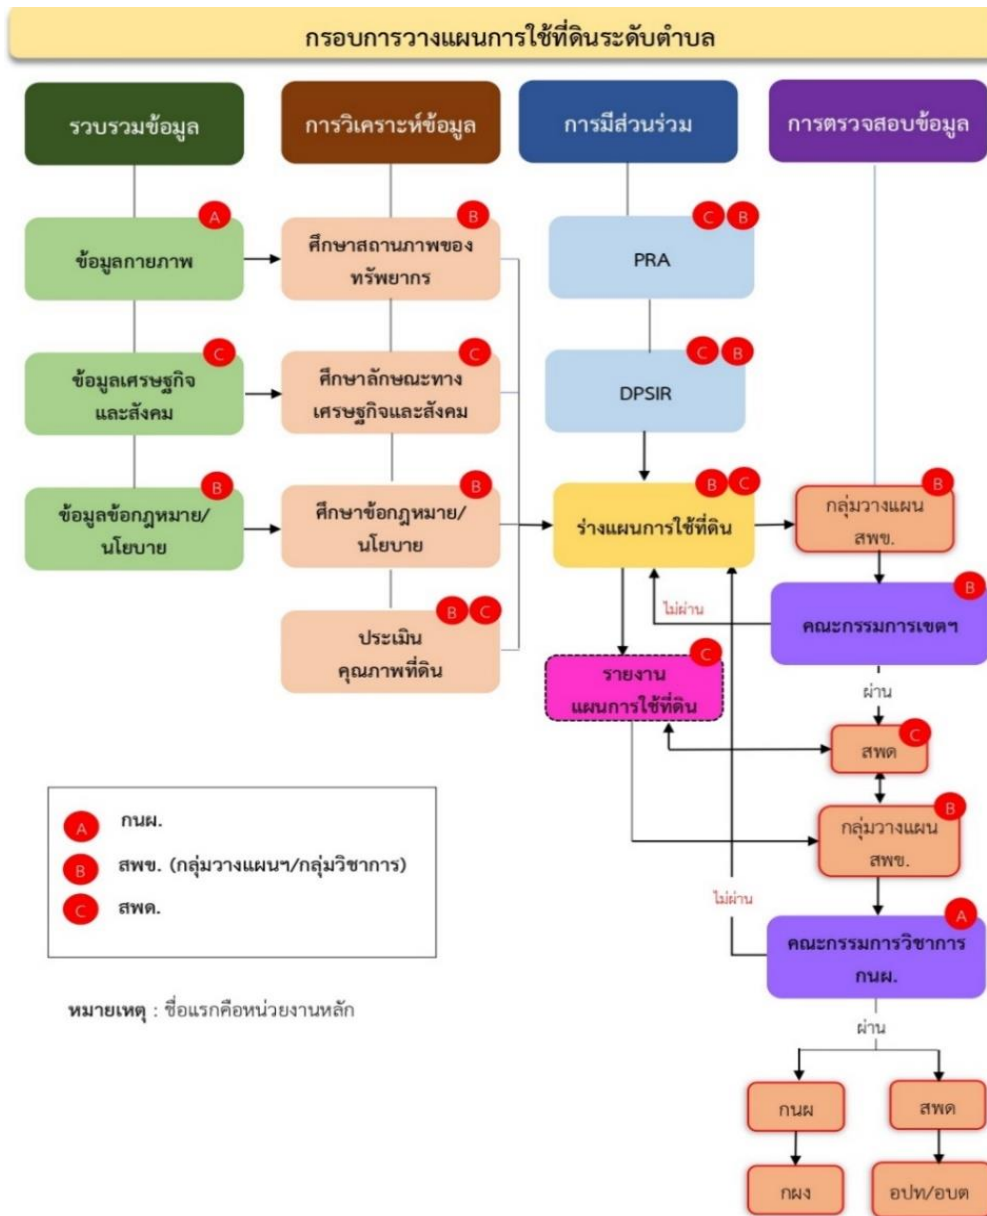 กรอบการวางแผนการใช้ที่ดินระดับตำบล
รวบรวมข้อมูล
การวิเคราะห์ข้อมูล
การมีส่วนร่วม
การตรวจสอบข้อมูล
A
ข้อมูลกายภาพ
B
ศึกษาสถานภาพของ
ทรัพยากร
C B
PRA
C
ข้อมูลเศรษฐกิจ
และสังคม
C
ศึกษาลักษณะทาง
เศรษฐกิจและสังคม
C B
DPSIR
B
ข้อมูลข้อกฎหมาย/
นโยบาย
B
ศึกษาข้อกฎหมาย/
นโยบาย
B C
ร่างแผนการใช้ที่ดิน
B
กลุ่มวางแผน
สพข.
B C
ประเมิน
คุณภาพที่ดิน
ไม่ผ่าน
B
คณะกรรมการเขตฯ
C
รายงาน
แผนการใช้ที่ดิน
ผ่าน
C
สพด
B
กลุ่มวางแผน
สพข.
ไม่ผ่าน
A
คณะกรรมการวิชาการ
กนผ.
ผ่าน
กนผ
สพด
กผง
อปท/อบต
A กนผ.
B สพข. (กลุ่มวางแผนฯ/กลุ่มวิชาการ)
C สพด.
หมายเหตุ : ชื่อแรกคือหน่วยงานหลัก